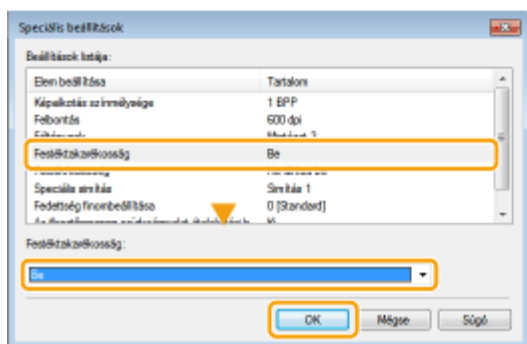 Speciális beállítások
Beállítások listája:
Elem beállítása Tartalom
Képalkotás színmélysége 1 BPP
Felbontás 600 dpi
Festéktakarékosság Be
Speciális simítás Simítás 1
Fedettség finombeállítása 0 [Standard]
Festéktakarékosság:
Be
OK Mégse Súgó